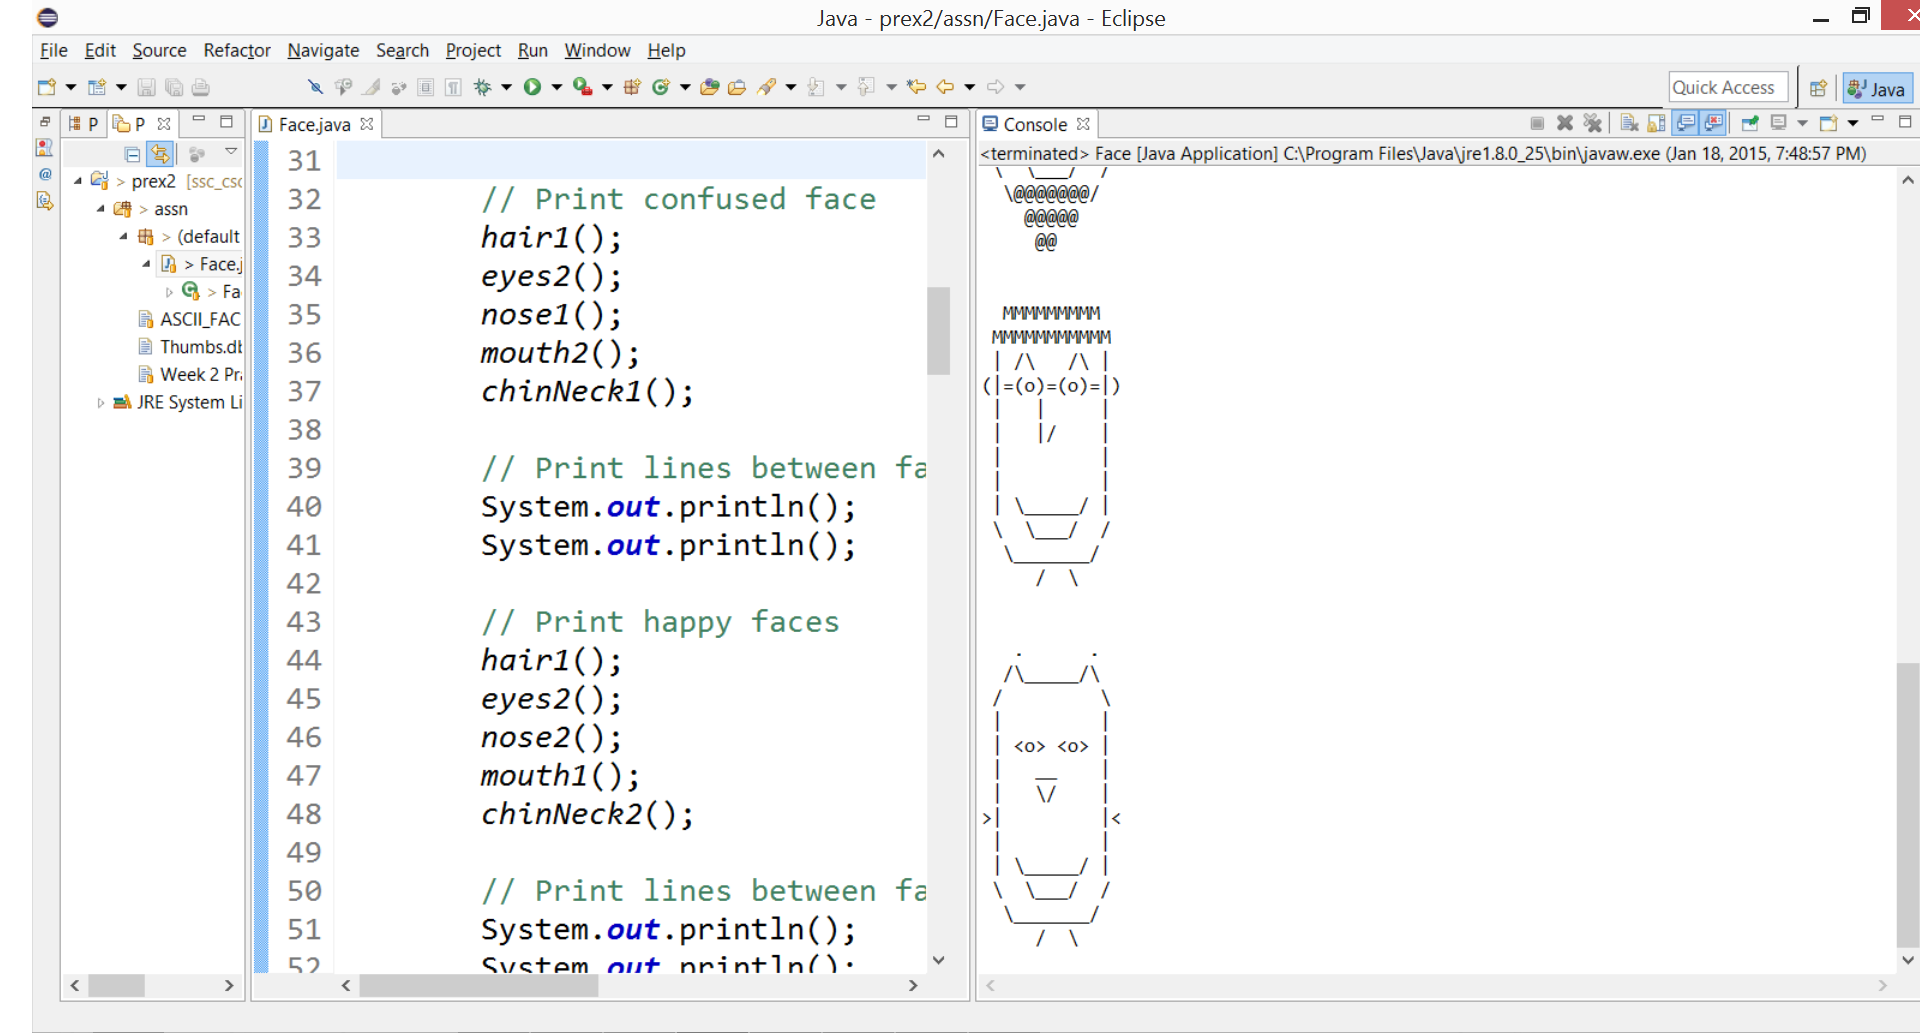 Java - prex2/assn/Face.java - Eclipse
File Edit Source Refactor Navigate Search Project Run Window Help
Quick Access
Java
P
P
Face.java
Console
<terminated> Face [Java Application] C:\Program Files\Java\jre1.8.0_25\bin\javaw.exe (Jan 18, 2015, 7:48:57 PM)
> prex2 [ssc_csc
> assn
> (default
> Face.j
> Fa
ASCII_FAC
Thumbs.db
Week 2 Pra
JRE System Li
31
32 // Print confused face
33 hair1();
34 eyes2();
35 nose1();
36 mouth2();
37 chinNeck1();
38
39 // Print lines between fa
40 System.out.println();
41 System.out.println();
42
43 // Print happy faces
44 hair1();
45 eyes2();
46 nose2();
47 mouth1();
48 chinNeck2();
49
50 // Print lines between fa
51 System.out.println();
52 System.out.println();
 \  \___/  /
  \@@@@@@@/
    @@@@@
     @@
  MMMMMMMMM
 MMMMMMMMMMM
 | /\   /\ |
(|=(o)=(o)=|)
 |   |     |
 |   |/    |
 |         |
 |         |
 | \_____/ |
 \  \___/  /
  \_______/
     /  \
   .      .
  /\_____/\
 /         \
 |         |
 | <o> <o> |
 |   __    |
 |   \/    |
>|         |<
 |         |
 | \_____/ |
 \  \___/  /
  \_______/
     /  \